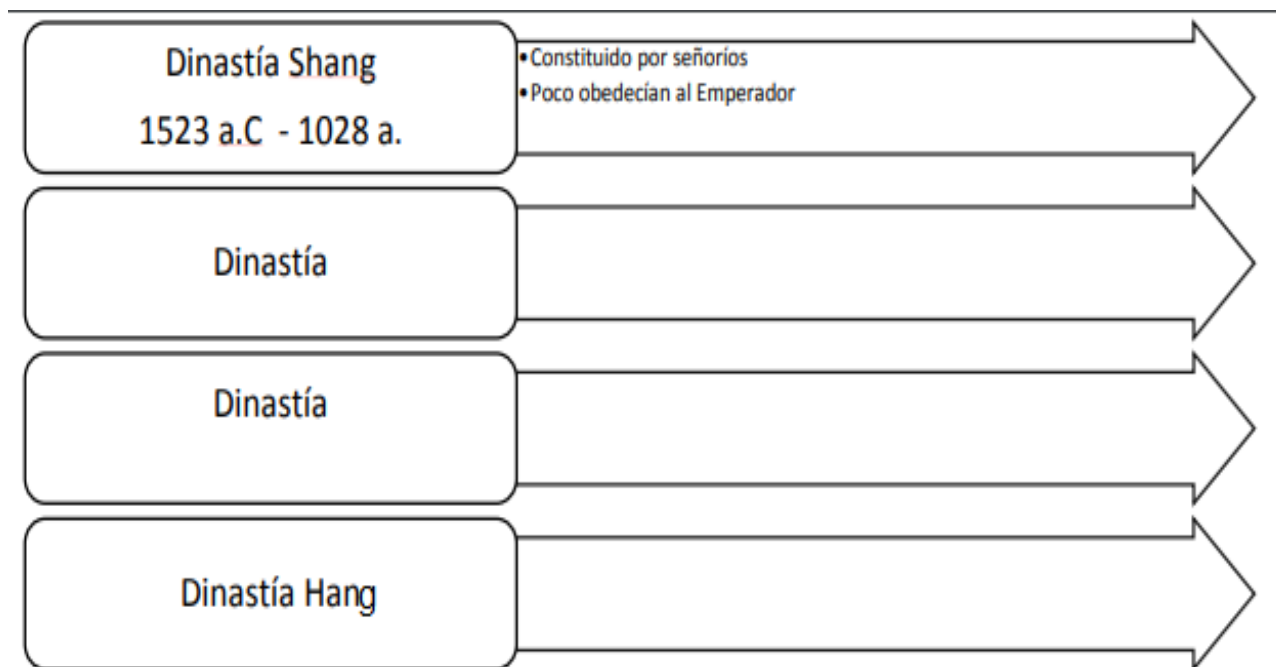 Dinastía Shang
1523 a.C - 1028 a.
•Constituido por señoríos
•Poco obedecían al Emperador
Dinastía
Dinastía
Dinastía Hang